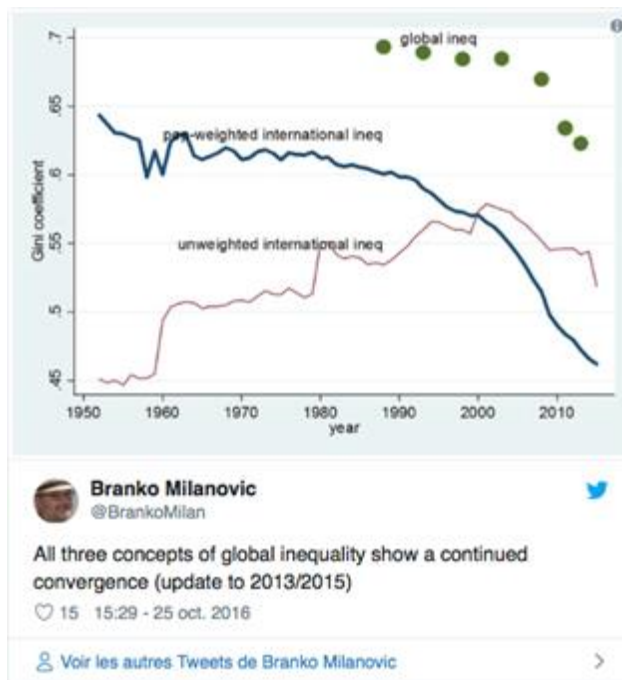 .7
.65
.6
.55
.5
.45
Gini coefficient
global ineq
pop-weighted international ineq
unweighted international ineq
1950 1960 1970 1980 1990 2000 2010
year
Branko Milanovic
@BrankoMilan
All three concepts of global inequality show a continued
convergence (update to 2013/2015)
15 15:29 - 25 oct. 2016
Voir les autres Tweets de Branko Milanovic